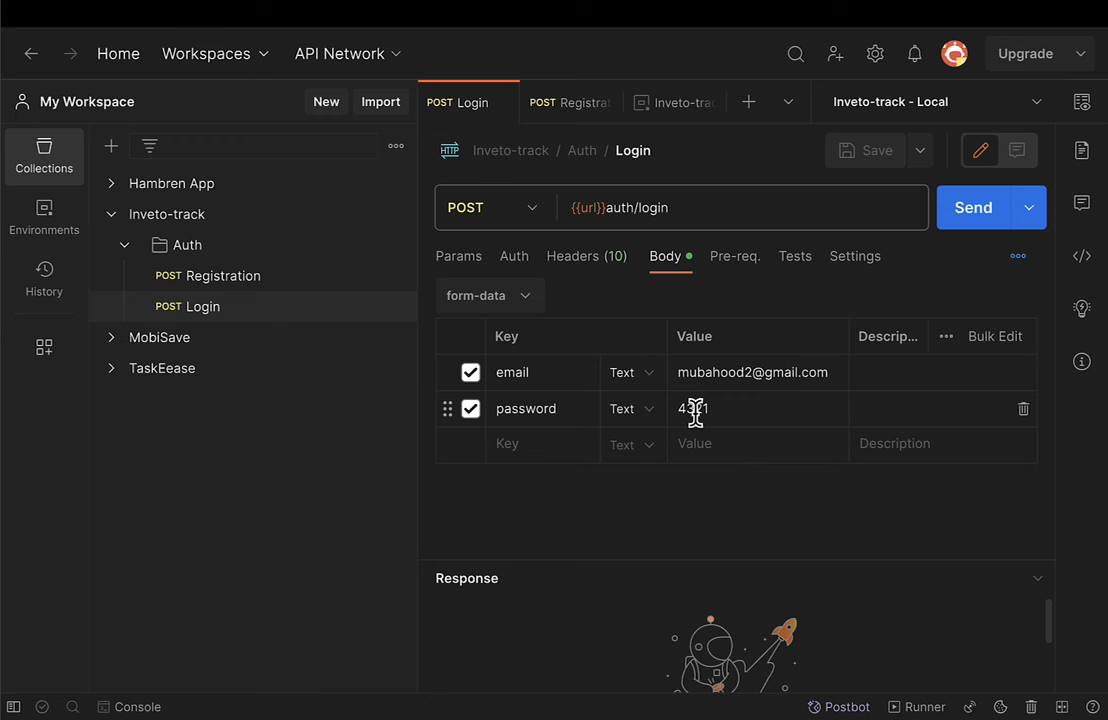 Home Workspaces API Network Upgrade
My Workspace New Import POST Login POST Registra Inveto-trac Inveto-track - Local
Collections
Environments
History
Hambren App
Inveto-track
Auth
POST Registration
POST Login
MobiSave
TaskEease
HTTP Inveto-track / Auth / Login Save
POST {{url}}auth/login Send
Params Auth Headers (10) Body Pre-req. Tests Settings
form-data
Key Value Descrip... Bulk Edit
email Text mubahood2@gmail.com
password Text
Key Text Value Description
Response
Console Postbot Runner